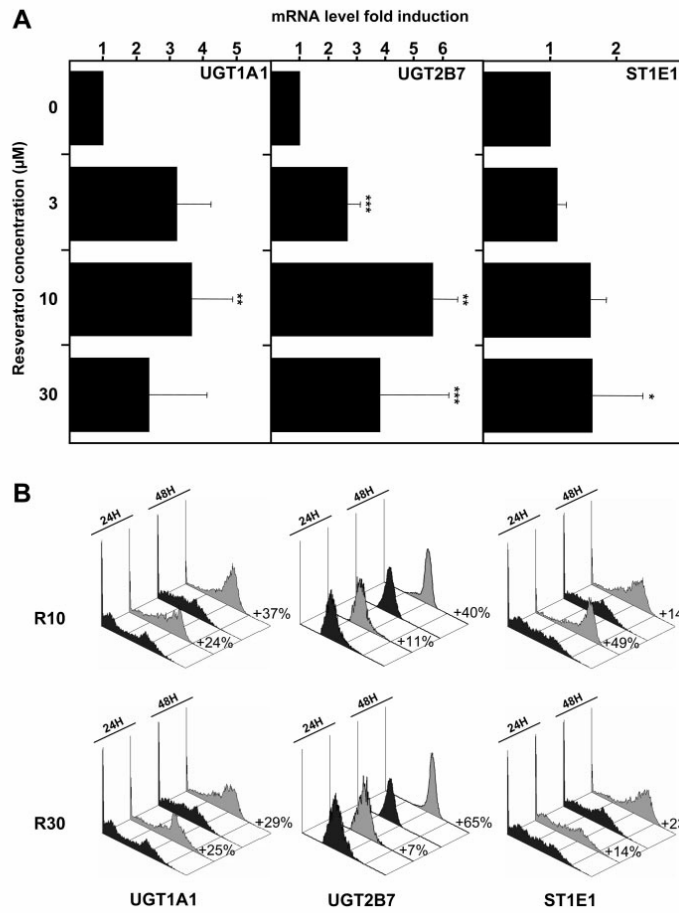 A
mRNA level fold induction
1 2 3 4 5 1 2 3 4 5 6 1 2
UGT1A1 UGT2B7 ST1E1
Resveratrol concentration (µM)
0
3
***
10
** **
30
*** *
B
24H 48H 24H 48H 24H 48H
R10
+37% +40% +14
+24% +11% +49%
24H 48H 24H 48H 24H 48H
R30
+29% +65% +23
+25% +7% +14%
UGT1A1 UGT2B7 ST1E1